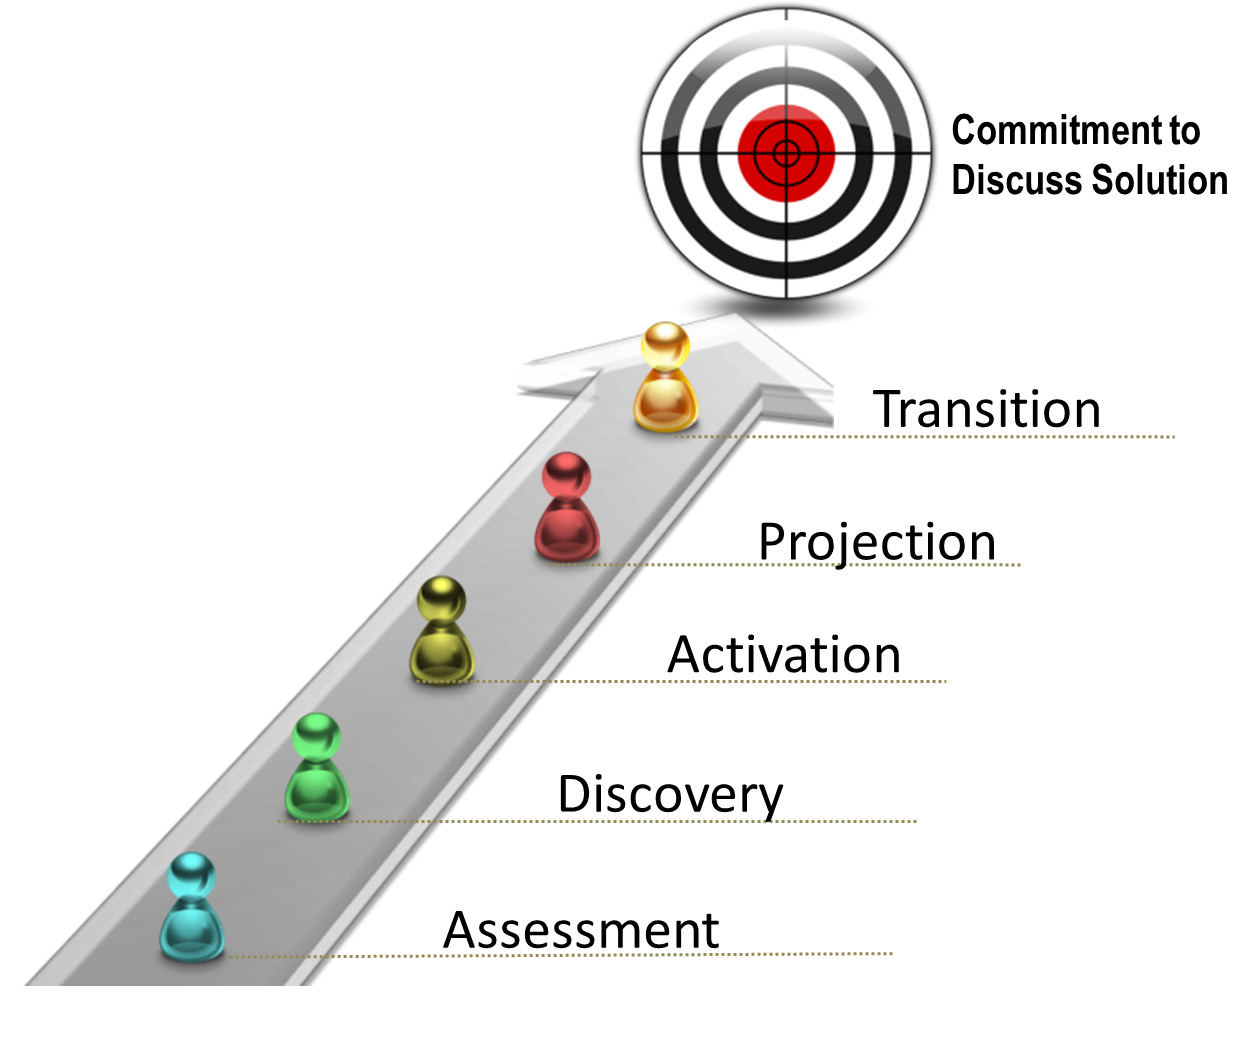 Commitment to
Discuss Solution
Transition
Projection
Activation
Discovery
Assessment